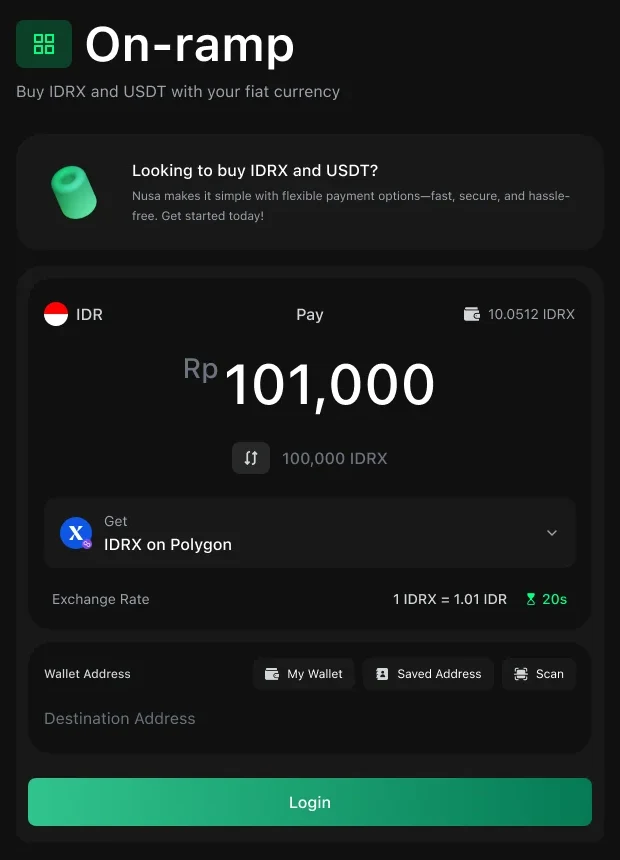 On-ramp
Buy IDRX and USDT with your fiat currency
Looking to buy IDRX and USDT?
Nusa makes it simple with flexible payment options—fast, secure, and hassle-
free. Get started today!
IDR Pay 10.0512 IDRX
Rp 101,000
100,000 IDRX
X Get
IDRX on Polygon
Exchange Rate 1 IDRX = 1.01 IDR 20s
Wallet Address My Wallet Saved Address Scan
Destination Address
Login